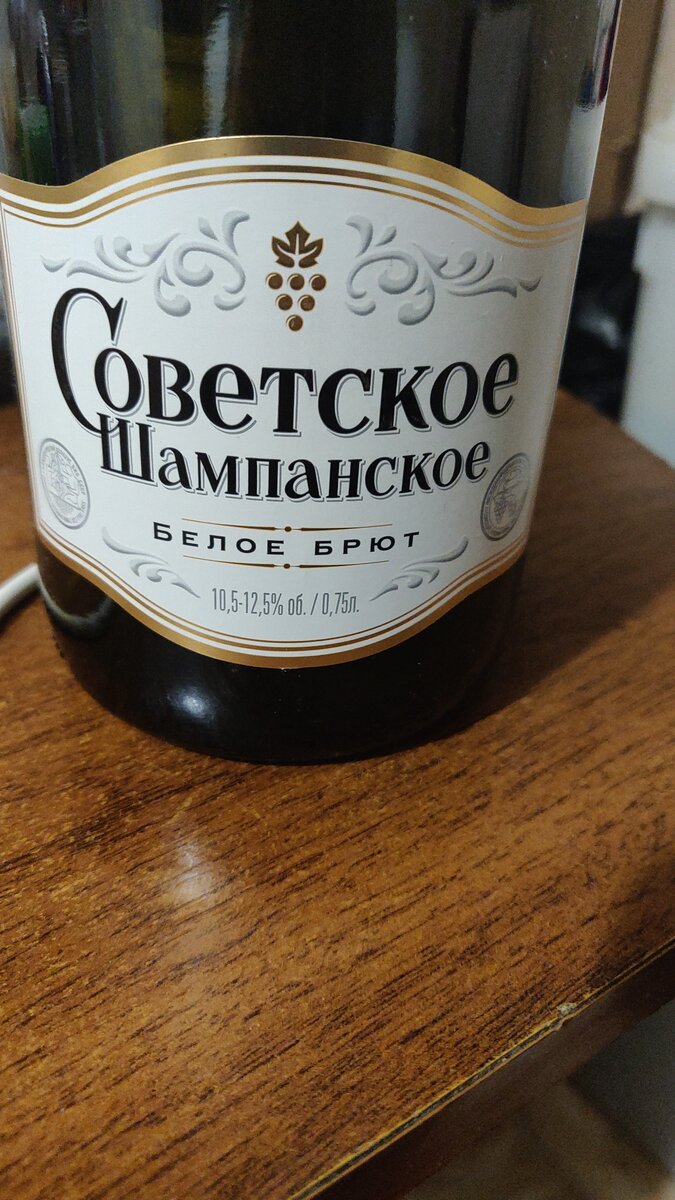 Советское
Шампанское
БЕЛОЕ БРЮТ
10,5-12,5% об. / 0,75л.